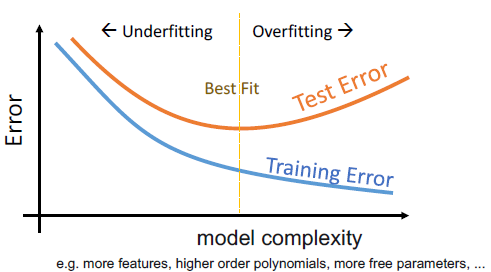 ← Underfitting
Overfitting →
Best Fit
Test Error
Error
Training Error
model complexity
e.g. more features, higher order polynomials, more free parameters, ...